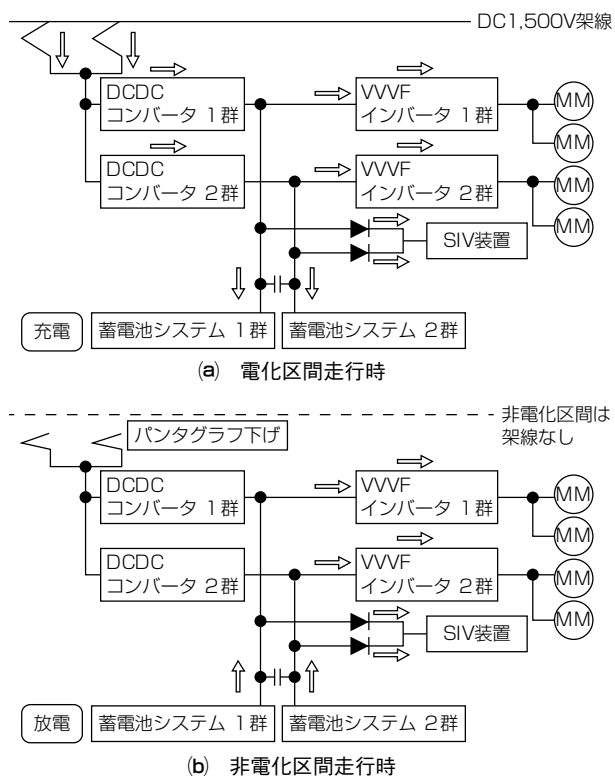 DC1,500V架線
DCDC
コンバータ 1群
VVVF
インバータ 1群
MM
MM
DCDC
コンバータ 2群
VVVF
インバータ 2群
MM
MM
SIV装置
充電
蓄電池システム 1群
蓄電池システム 2群
(a) 電化区間走行時
非電化区間は
架線なし
パンタグラフ下げ
DCDC
コンバータ 1群
VVVF
インバータ 1群
MM
MM
DCDC
コンバータ 2群
VVVF
インバータ 2群
MM
MM
SIV装置
放電
蓄電池システム 1群
蓄電池システム 2群
(b) 非電化区間走行時